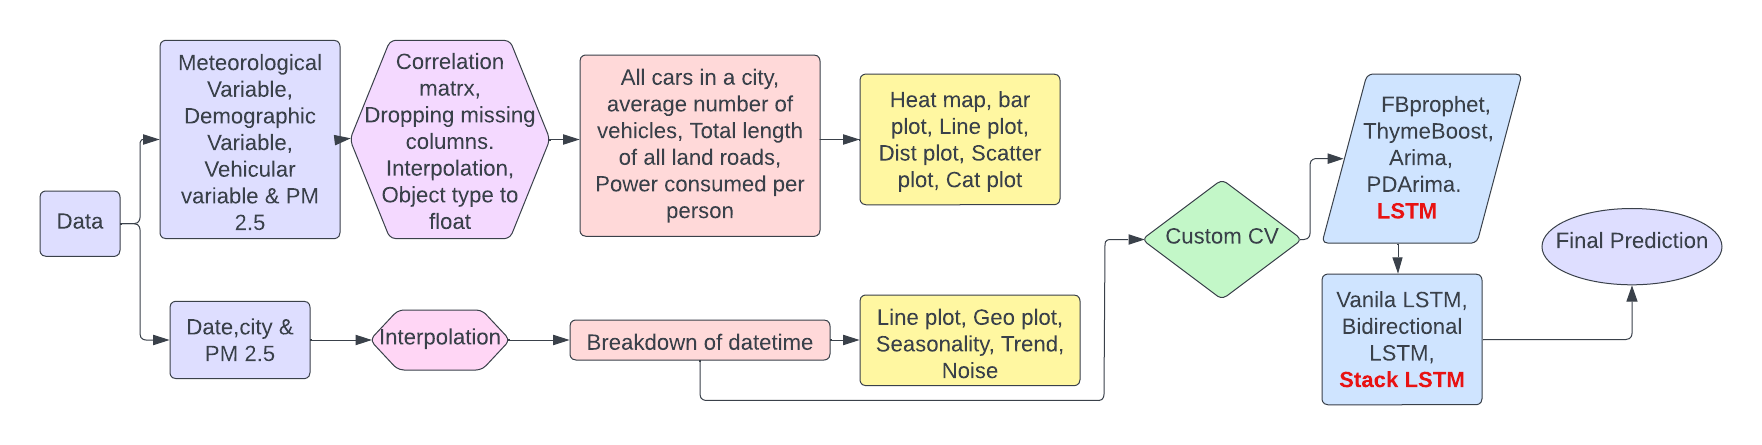 Data
Meteorological
Variable,
Demographic
Variable,
Vehicular
variable & PM
2.5
Correlation
matrx,
Dropping missing
columns.
Interpolation,
Object type to
float
All cars in a city,
average number of
vehicles, Total length
of all land roads,
Power consumed per
person
Heat map, bar
plot, Line plot,
Dist plot, Scatter
plot, Cat plot
Date,city &
PM 2.5
Interpolation
Breakdown of datetime
Line plot, Geo plot,
Seasonality, Trend,
Noise
Custom CV
FBprophet,
ThymeBoost,
Arima,
PDArima.
LSTM
Vanila LSTM,
Bidirectional
LSTM,
Stack LSTM
Final Prediction